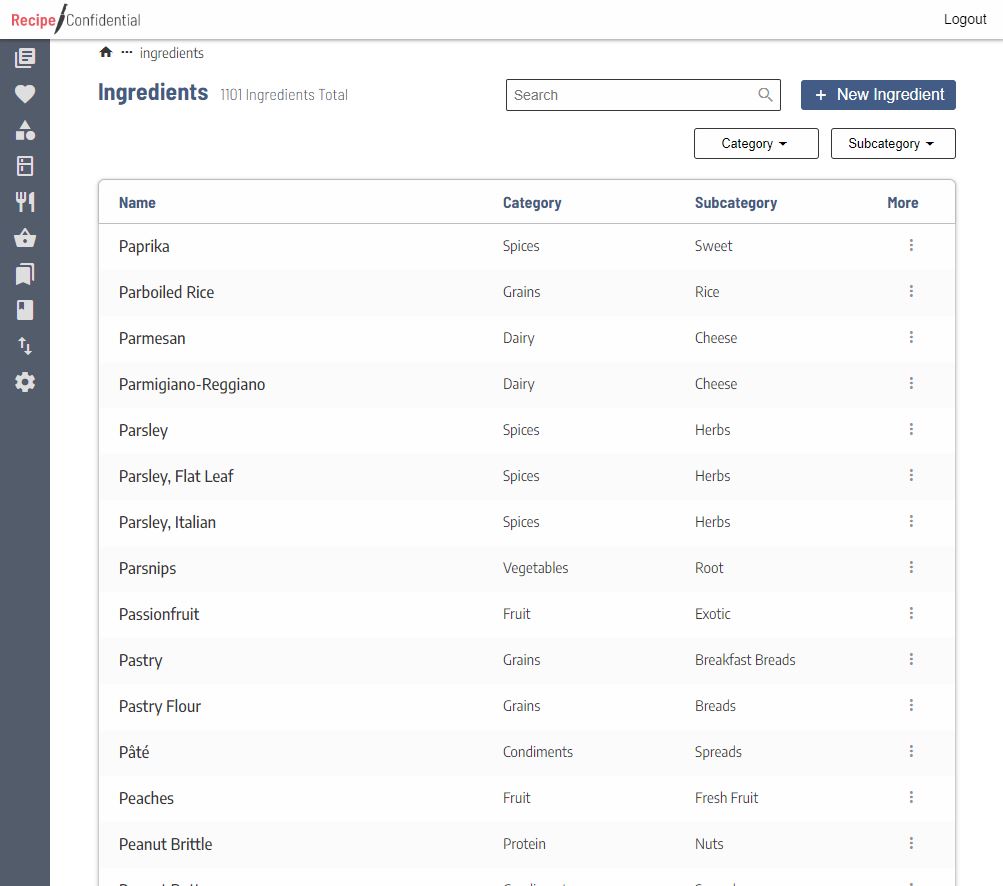 Recipe/Confidential Logout
... ingredients
Ingredients 1101 Ingredients Total Search + New Ingredient
Category Subcategory
Name Category Subcategory More
Paprika Spices Sweet
Parboiled Rice Grains Rice
Parmesan Dairy Cheese
Parmigiano-Reggiano Dairy Cheese
Parsley Spices Herbs
Parsley, Flat Leaf Spices Herbs
Parsley, Italian Spices Herbs
Parsnips Vegetables Root
Passionfruit Fruit Exotic
Pastry Grains Breakfast Breads
Pastry Flour Grains Breads
Pâté Condiments Spreads
Peaches Fruit Fresh Fruit
Peanut Brittle Protein Nuts